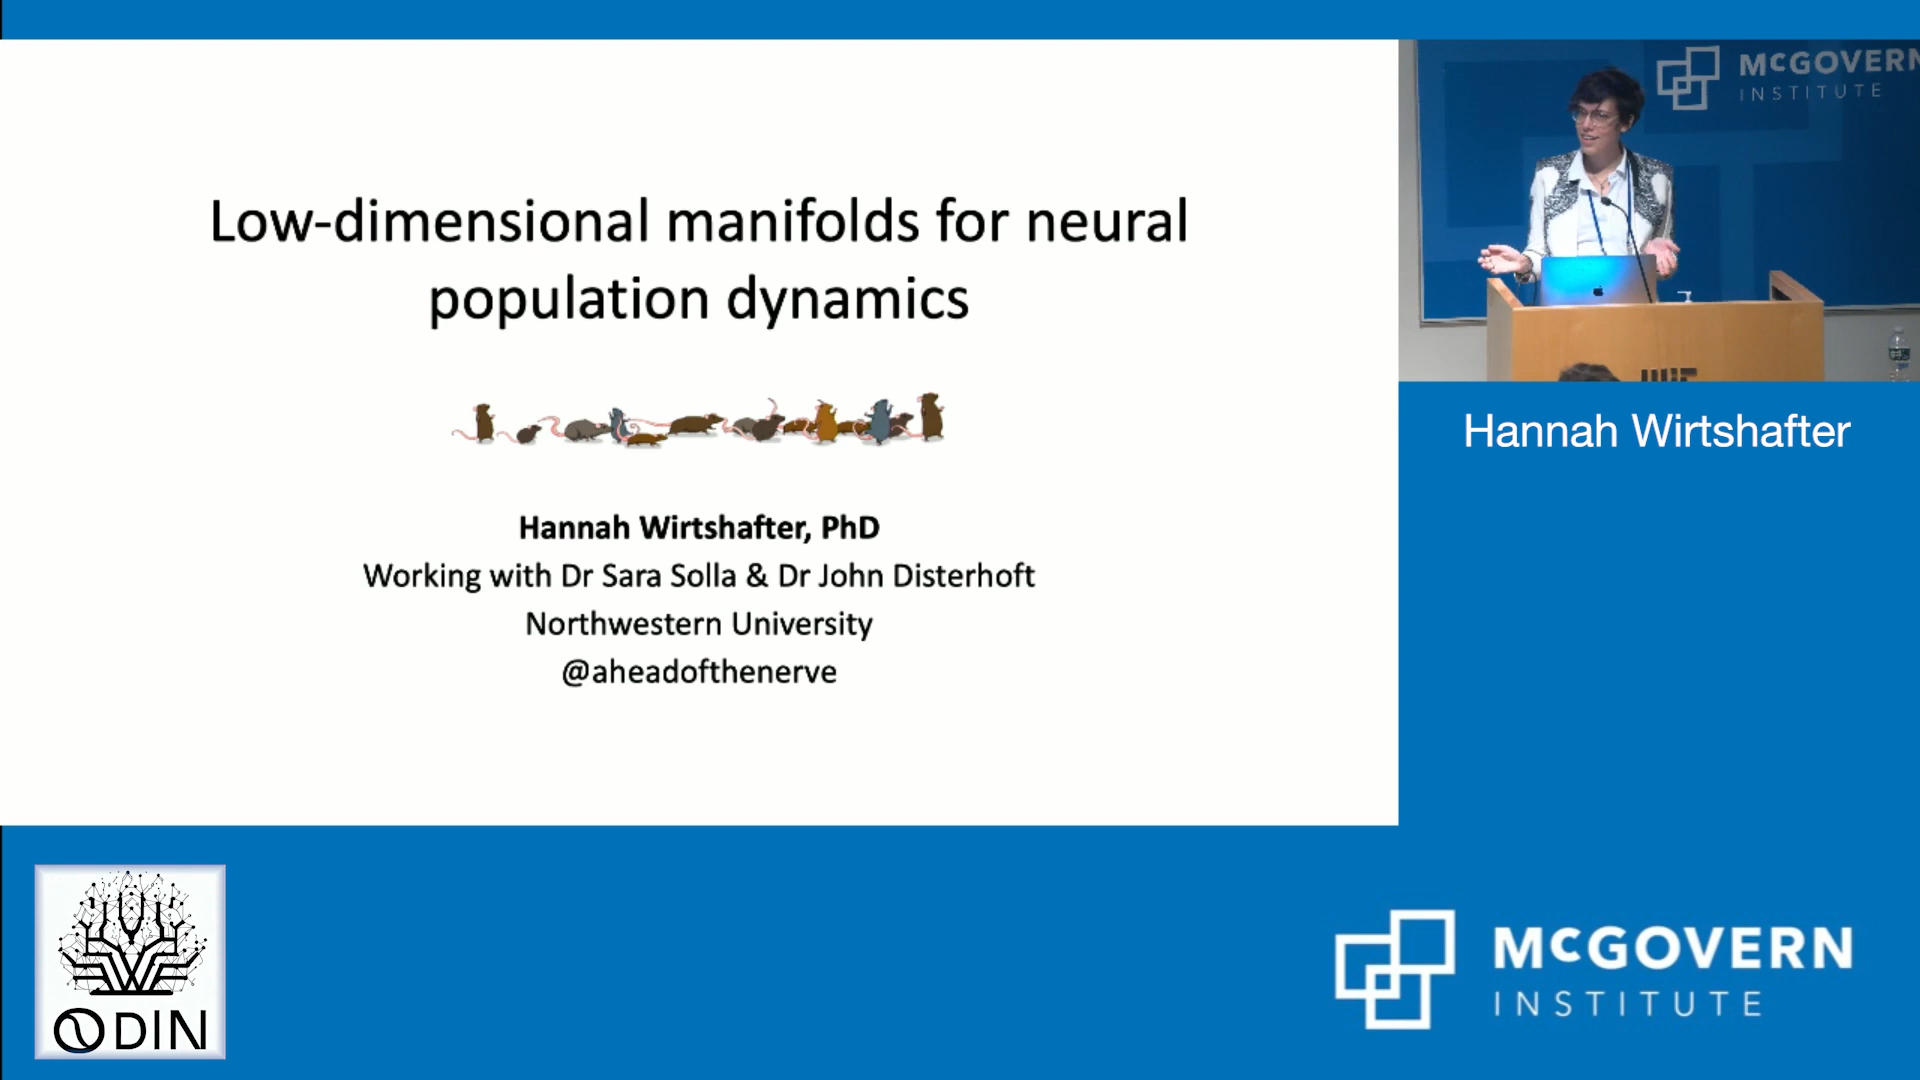 Low-dimensional manifolds for neural
population dynamics
Hannah Wirtshafter, PhD
Working with Dr Sara Solla & Dr John Disterhoft
Northwestern University
@aheadofthenerve
McGOVERN
INSTITUTE
Hannah Wirtshafter
ODIN
McGOVERN
INSTITUTE